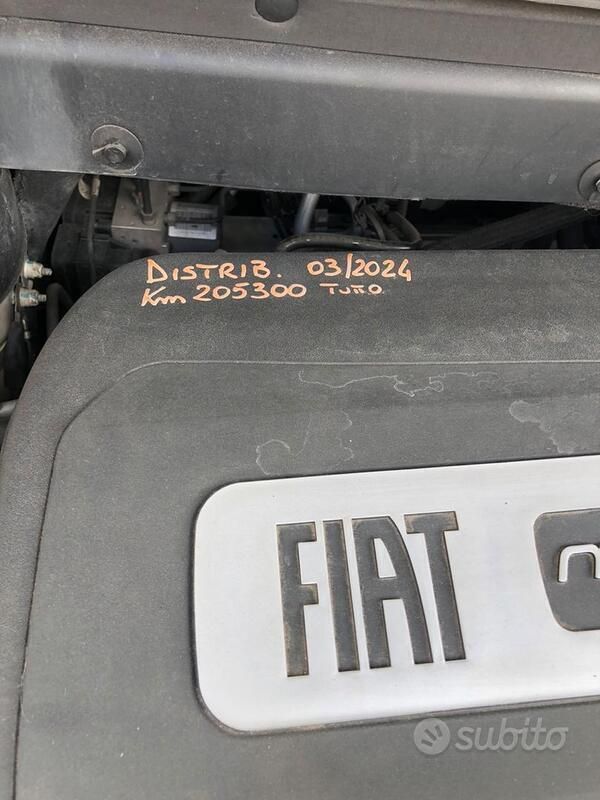 DISTRIB. 03/2024
Km 205300 TUTTO
FIAT
subito